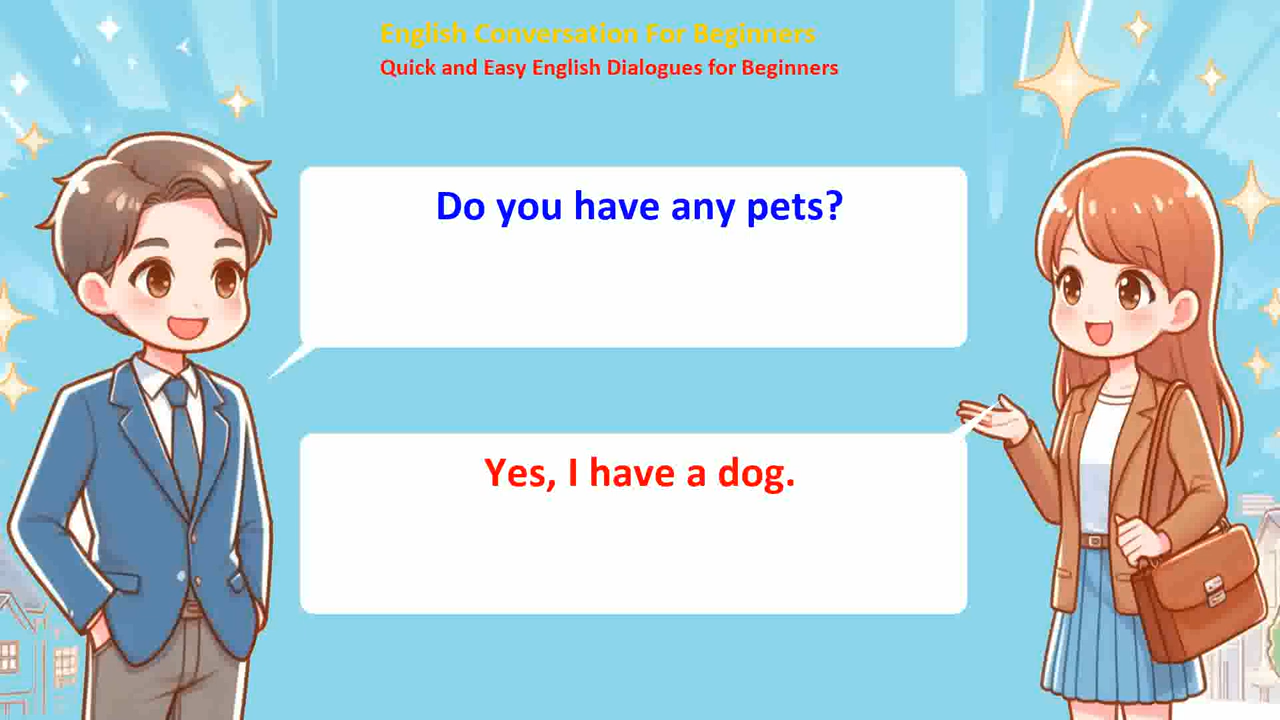 English Conversation For Beginners
Quick and Easy English Dialogues for Beginners
Do you have any pets?
Yes, I have a dog.